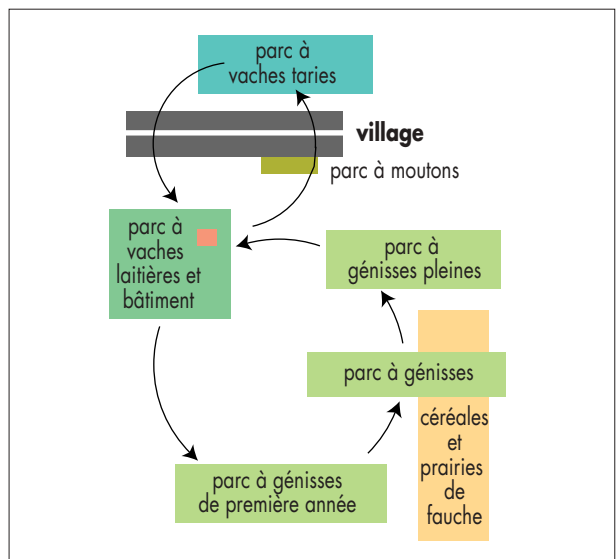 parc à
vaches taries
village
parc à moutons
parc à
vaches
laitières et
bâtiment
parc à
génisses pleines
parc à génisses
céréales
et
prairies
de
fauche
parc à génisses
de première année